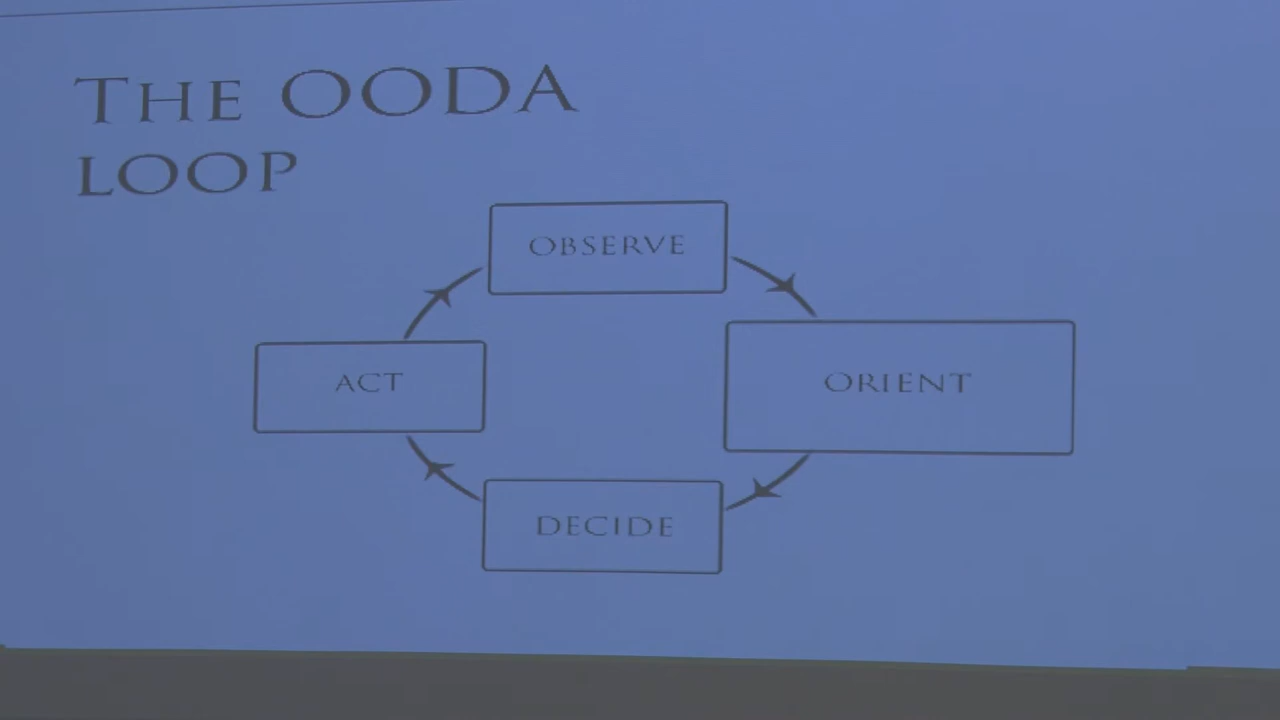 THE OODA
LOOP
OBSERVE
ORIENT
ACT
DECIDE